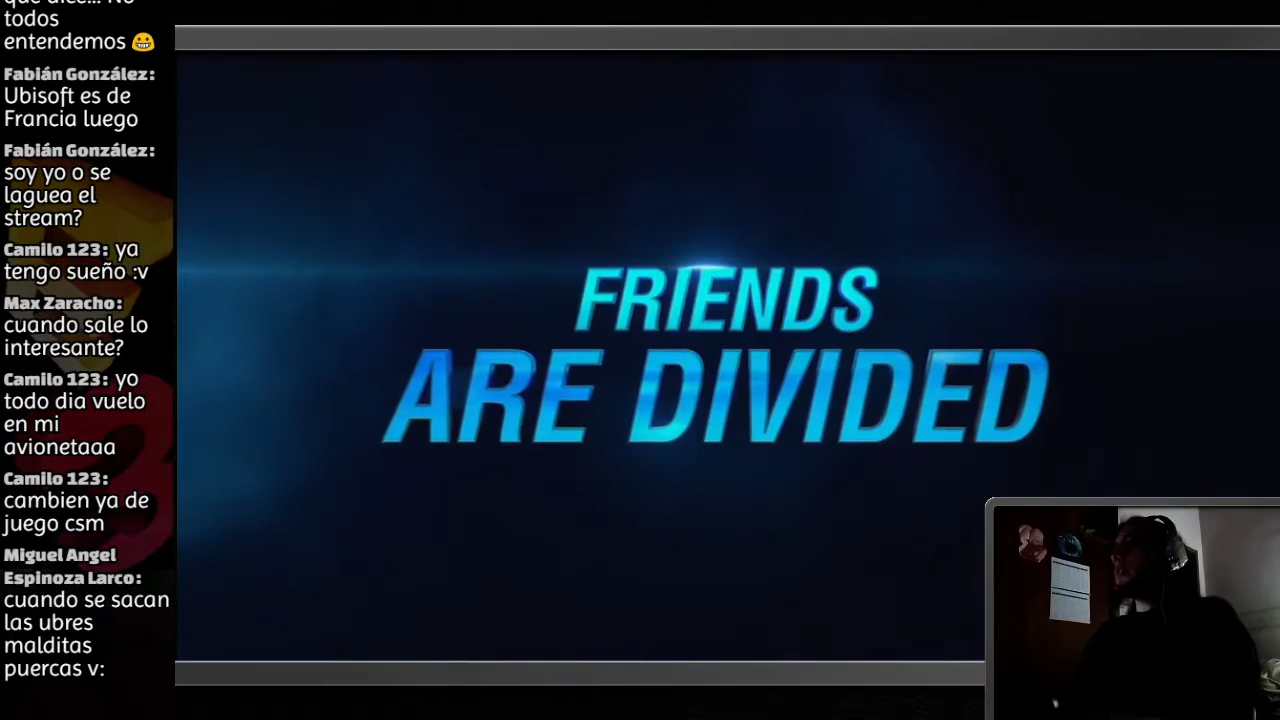 que dice... No
todos
entendemos 😬
Fabián González:
Ubisoft es de
Francia luego
Fabián González:
soy yo o se
laguea el
stream?
Camilo 123: ya
tengo sueño :v
Max Zaracho:
cuando sale lo
interesante?
Camilo 123: yo
todo dia vuelo
en mi
avionetaaa
Camilo 123:
cambien ya de
juego csm
Miguel Angel
Espinoza Larco:
cuando se sacan
las ubres
malditas
puercas v:
FRIENDS
ARE DIVIDED